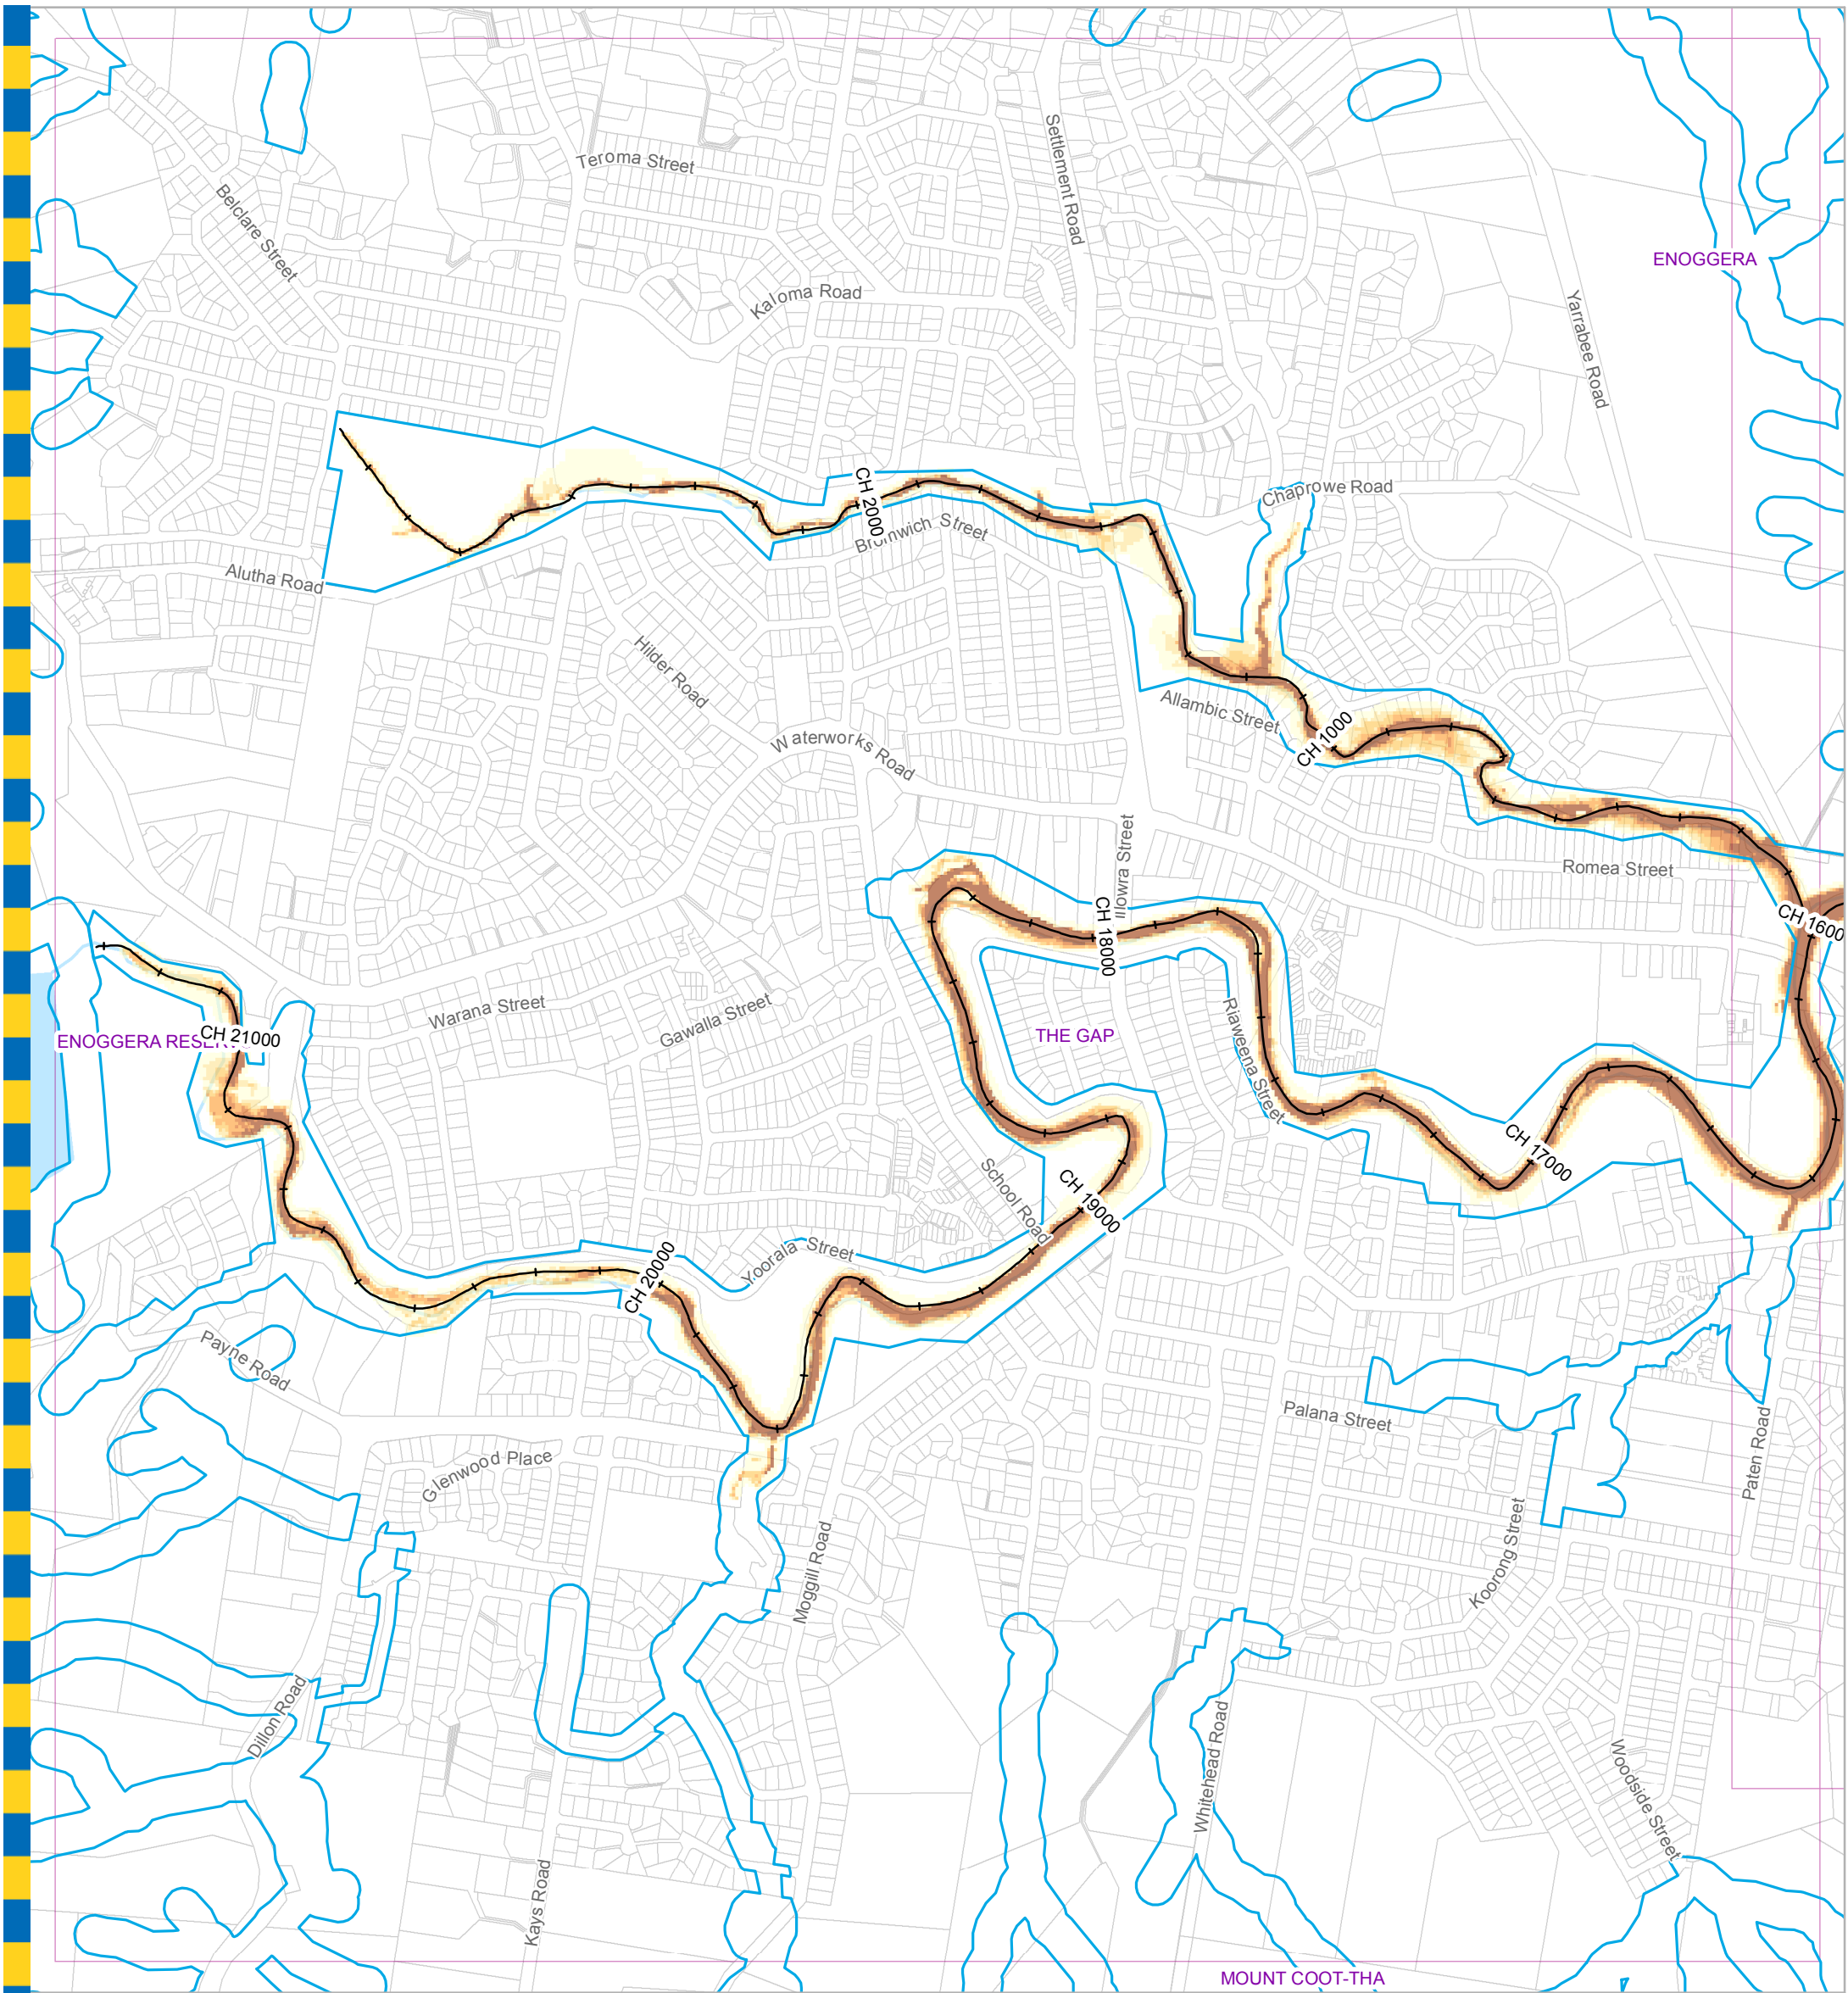 Teroma Street
Settlement Road
Belclare Street
ENOGGERA
Kaloma Road
Yarrabee Road
CH 2000
Chaprowe Road
Bromwich Street
Alutha Road
Hilder Road
Allambic Street
CH 1000
Waterworks Road
Illowra Street
Romea Street
CH 1600
CH 18000
Warana Street
Gawalla Street
Riaweena Street
THE GAP
ENOGGERA RESERV
CH 21000
CH 17000
School Road
CH 19000
Yoorala Street
CH 20000
Payne Road
Palana Street
Paten Road
Glenwood Place
Koorong Street
Moggill Road
Dillon Road
Whitehead Road
Woodside Street
Kays Road
MOUNT COOT-THA